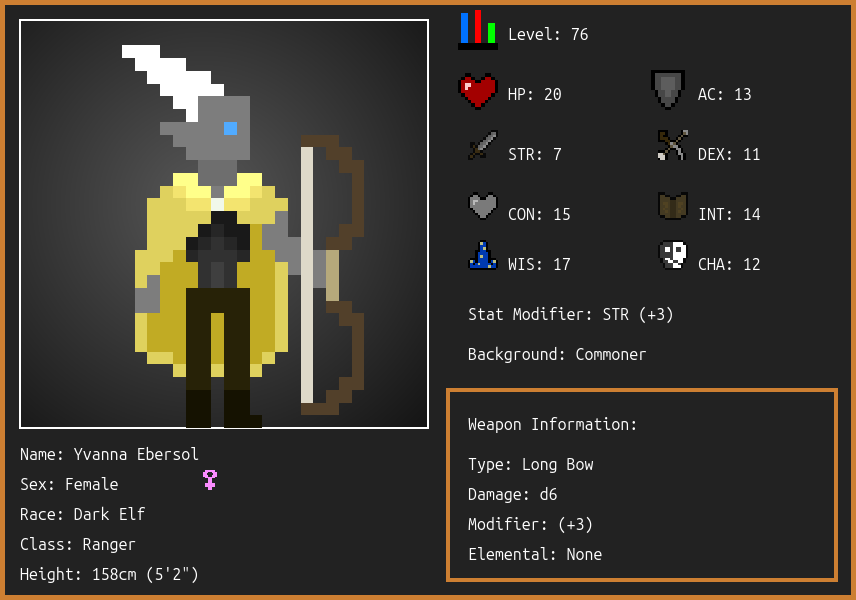 Level: 76
HP: 20
AC: 13
STR: 7
DEX: 11
CON: 15
INT: 14
WIS: 17
CHA: 12
Stat Modifier: STR (+3)
Background: Commoner
Weapon Information:
Type: Long Bow
Damage: d6
Modifier: (+3)
Elemental: None
Name: Yvanna Ebersol
Sex: Female
Race: Dark Elf
Class: Ranger
Height: 158cm (5'2")